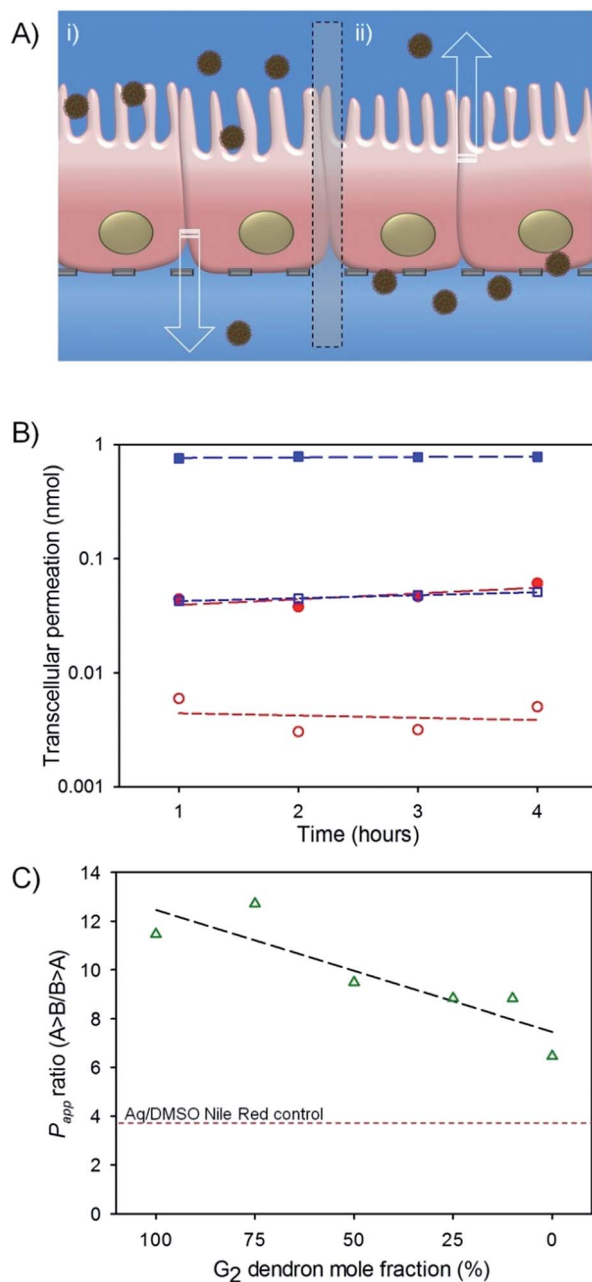 A)
i)
ii)
B)
1
0.1
0.01
0.001
Transcellular permeation (nmol)
1
2
3
4
Time (hours)
C)
14
12
10
8
6
4
2
0
Papp ratio (A>B/B>A)
Aq/DMSO Nile Red control
100
75
50
25
0
G2 dendron mole fraction (%)